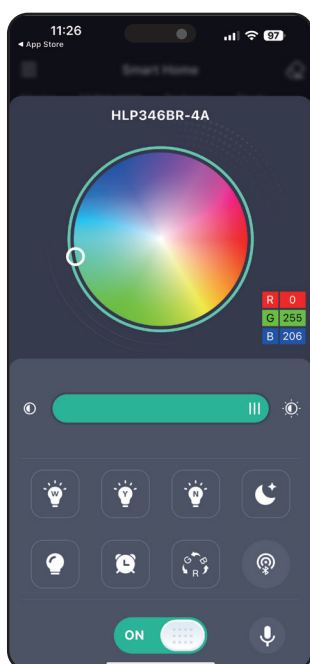 11:26
97
◀ App Store
Smart Home
HLP346BR-4A
R 0
G 255
B 206
W
Y
N
G B
R
ON